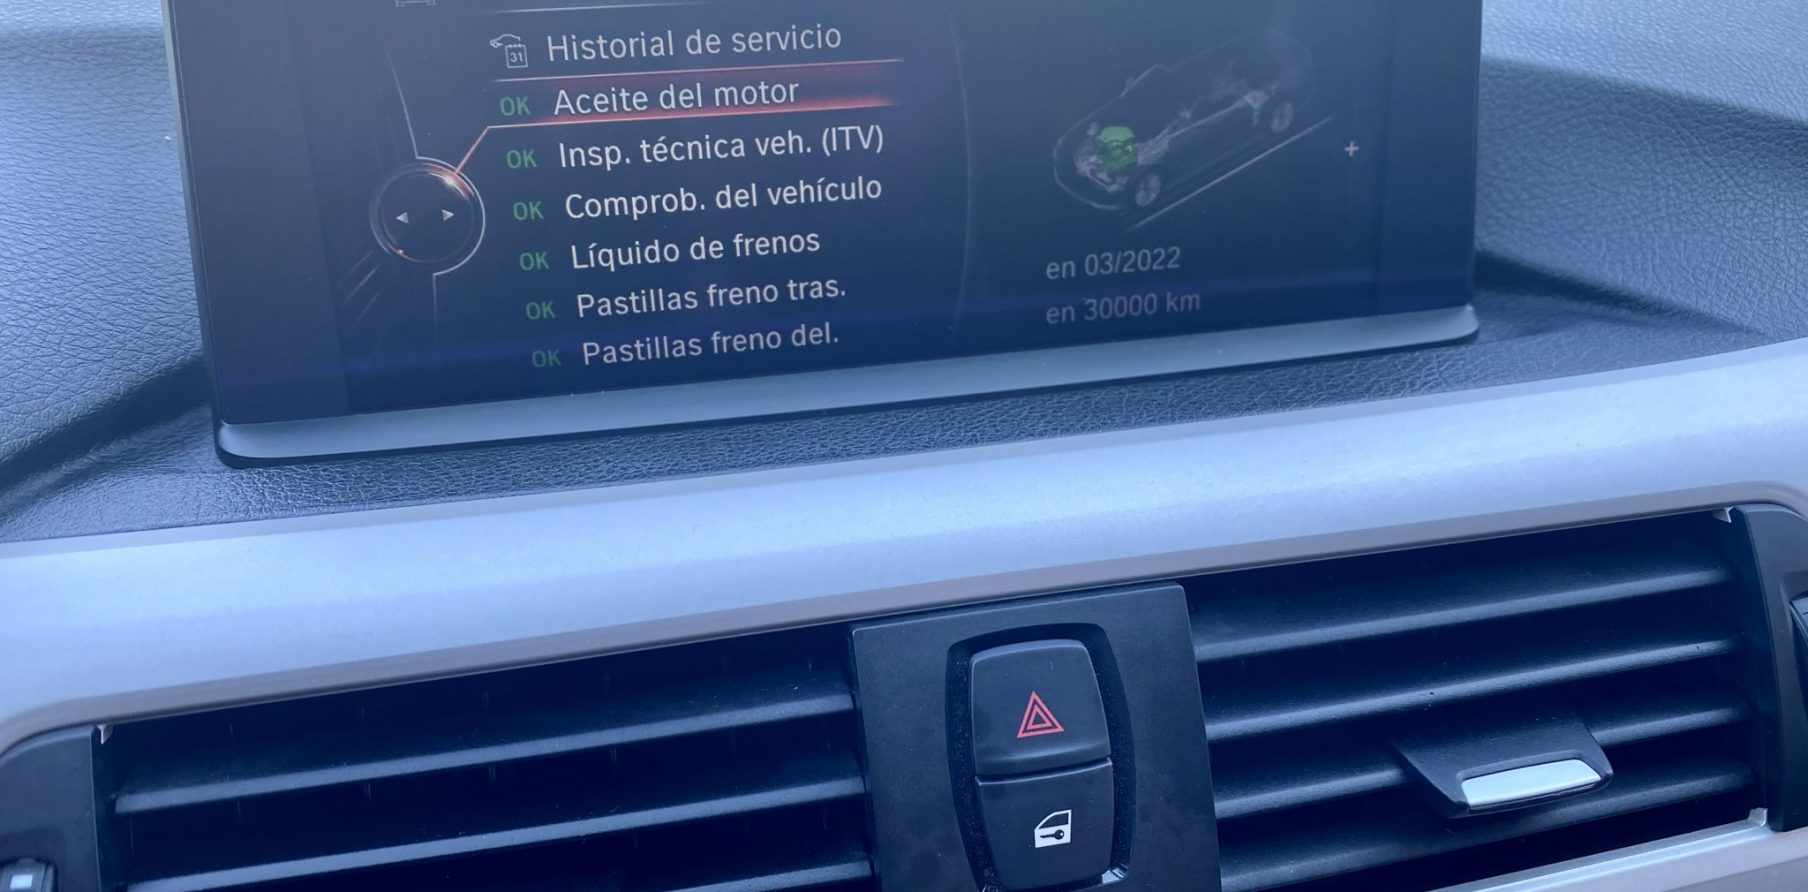 Historial de servicio
31
OK Aceite del motor
OK Insp. técnica veh. (ITV)
OK Comprob. del vehículo
OK Líquido de frenos
OK Pastillas freno tras.
OK Pastillas freno del.
en 03/2022
en 30000 km